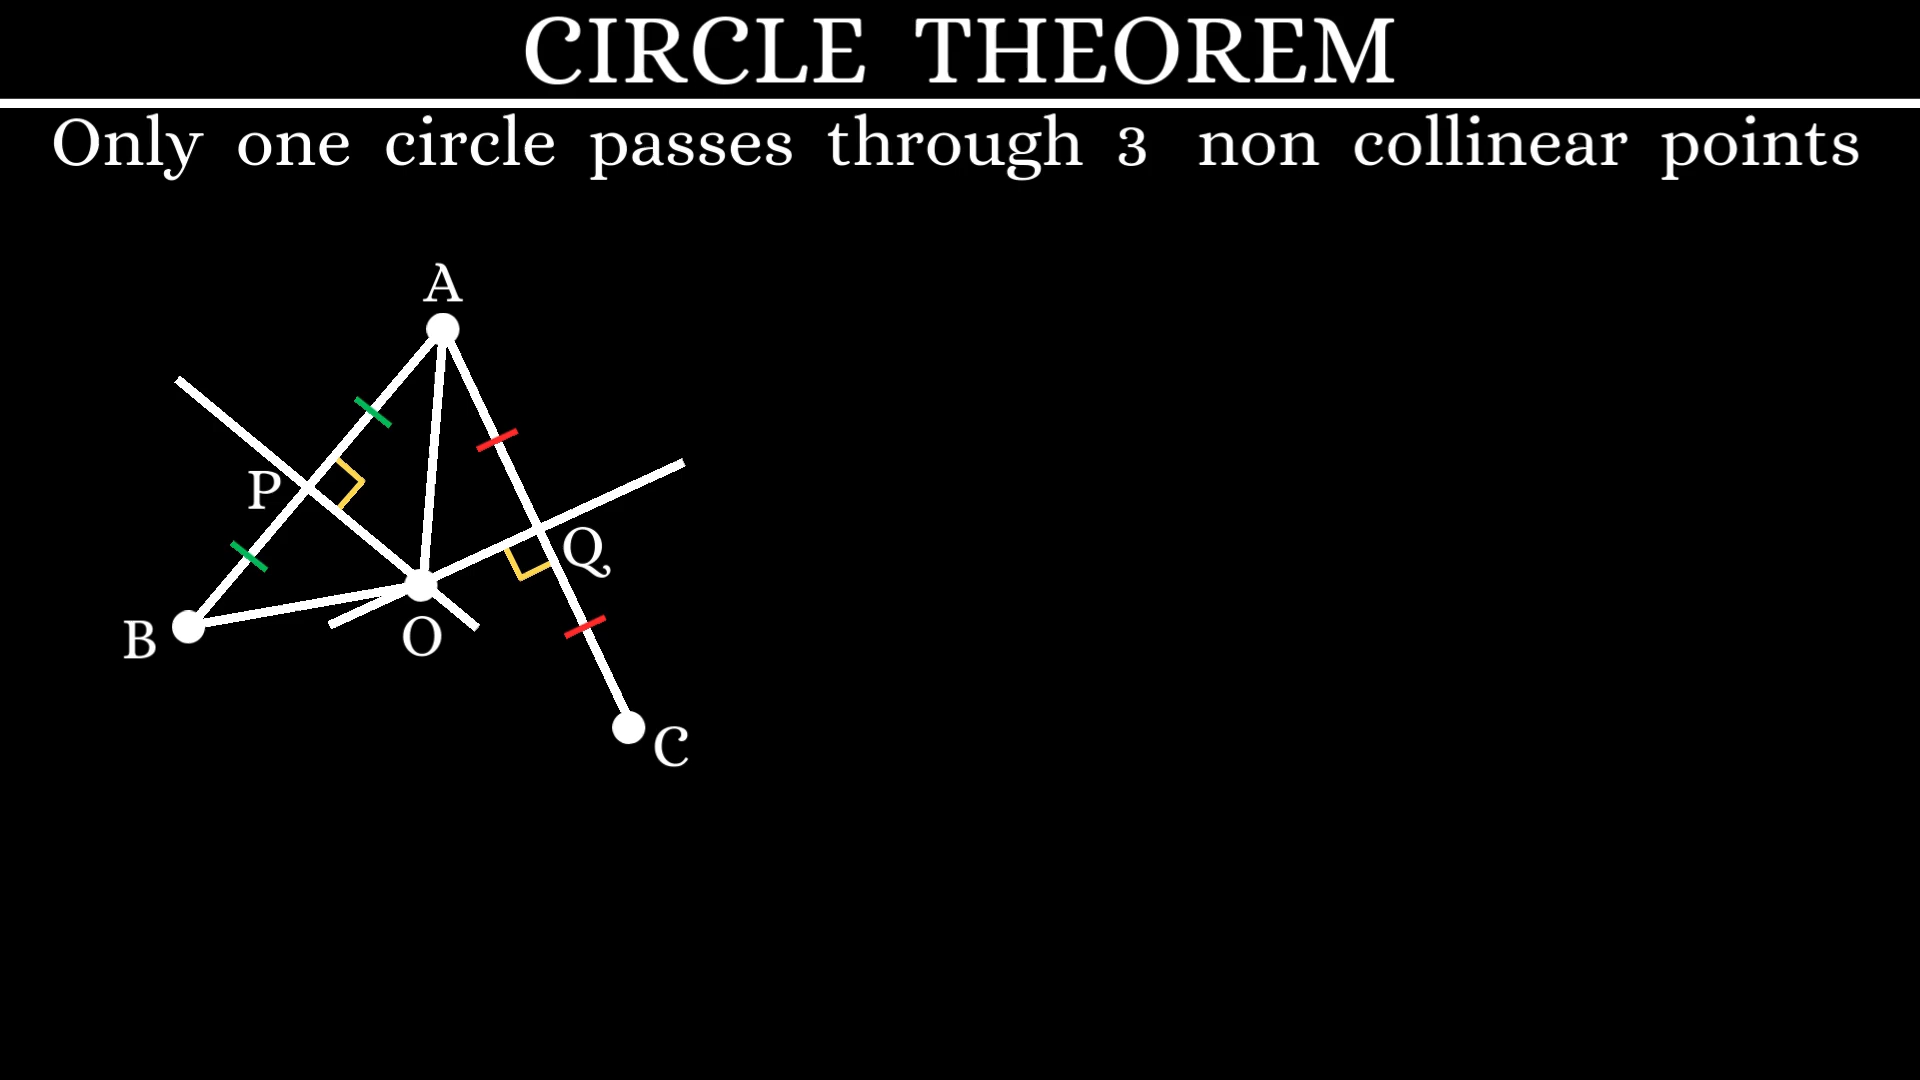 CIRCLE THEOREM
Only one circle passes through 3 non collinear points
A
P
Q
B
O
C